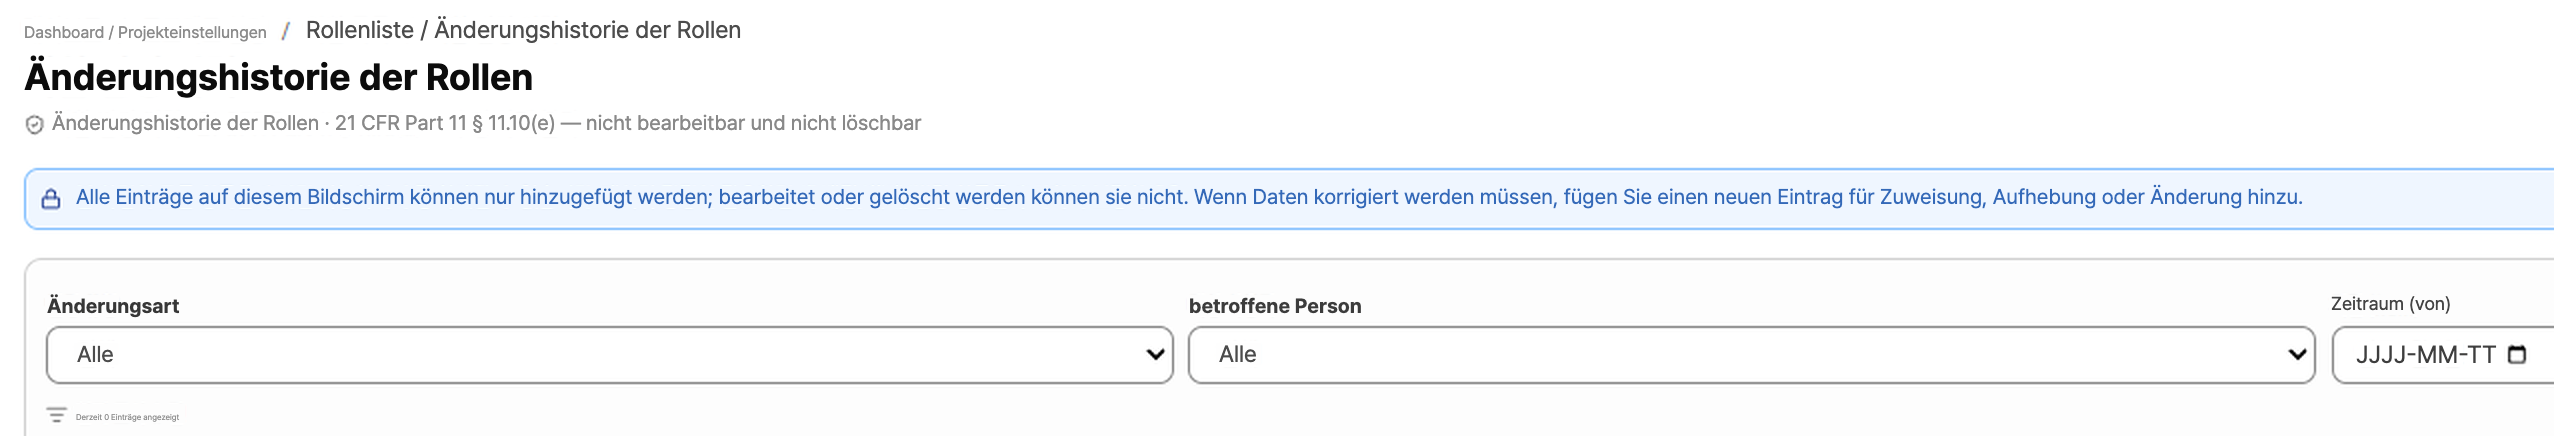 Dashboard / Projekteinstellungen / Rollenliste / Änderungshistorie der Rollen
Änderungshistorie der Rollen
Änderungshistorie der Rollen · 21 CFR Part 11 § 11.10(e) — nicht bearbeitbar und nicht löschbar
Alle Einträge auf diesem Bildschirm können nur hinzugefügt werden; bearbeitet oder gelöscht werden können sie nicht. Wenn Daten korrigiert werden müssen, fügen Sie einen neuen Eintrag für Zuweisung, Aufhebung oder Änderung hinzu.
Änderungsart
betroffene Person
Zeitraum (von)
Alle
Alle
JJJJ-MM-TT
Derzeit 0 Einträge angezeigt